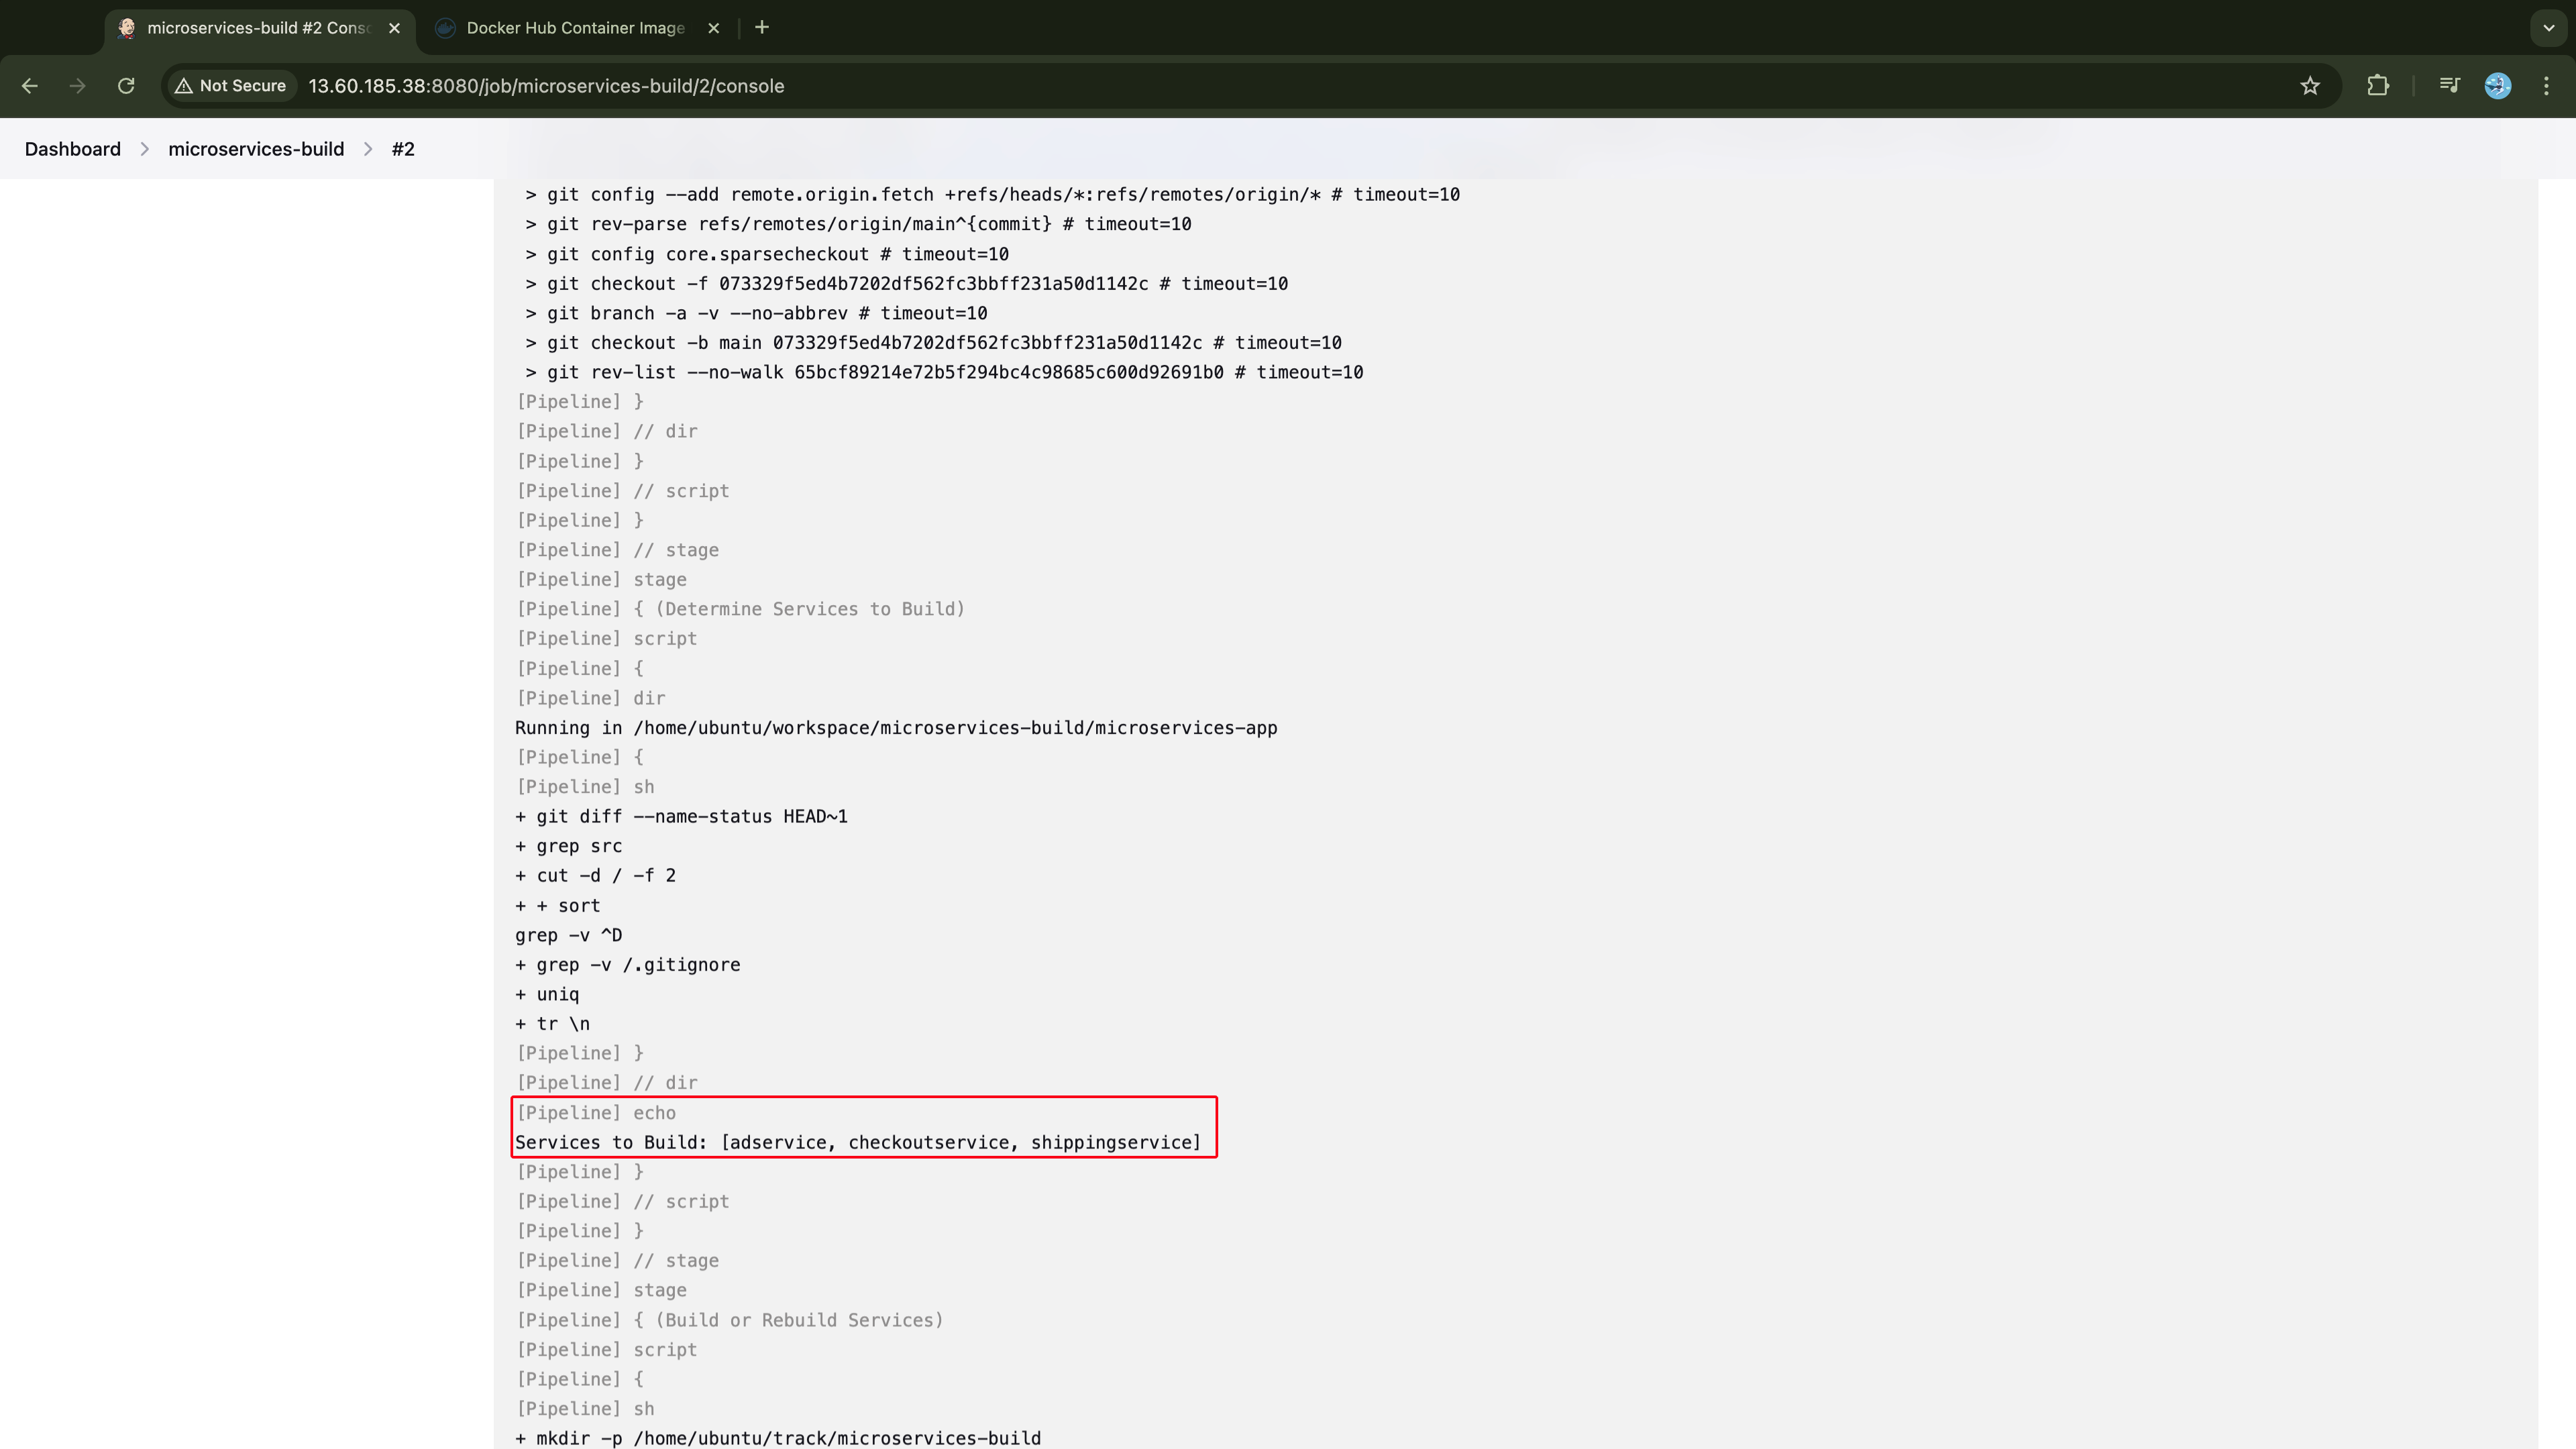 microservices-build #2 Conso
Docker Hub Container Image
Not Secure
13.60.185.38:8080/job/microservices-build/2/console
Dashboard > microservices-build > #2
> git config --add remote.origin.fetch +refs/heads/*:refs/remotes/origin/* # timeout=10
> git rev-parse refs/remotes/origin/main^{commit} # timeout=10
> git config core.sparsecheckout # timeout=10
> git checkout -f 073329f5ed4b7202df562fc3bbff231a50d1142c # timeout=10
> git branch -a -v --no-abbrev # timeout=10
> git checkout -b main 073329f5ed4b7202df562fc3bbff231a50d1142c # timeout=10
> git rev-list --no-walk 65bcf89214e72b5f294bc4c98685c600d92691b0 # timeout=10
[Pipeline] }
[Pipeline] // dir
[Pipeline] }
[Pipeline] // script
[Pipeline] }
[Pipeline] // stage
[Pipeline] stage
[Pipeline] { (Determine Services to Build)
[Pipeline] script
[Pipeline] {
[Pipeline] dir
Running in /home/ubuntu/workspace/microservices-build/microservices-app
[Pipeline] {
[Pipeline] sh
+ git diff --name-status HEAD~1
+ grep src
+ cut -d / -f 2
+ + sort
grep -v ^D
+ grep -v /.gitignore
+ uniq
+ tr \n
[Pipeline] }
[Pipeline] // dir
[Pipeline] echo
Services to Build: [adservice, checkoutservice, shippingservice]
[Pipeline] }
[Pipeline] // script
[Pipeline] }
[Pipeline] // stage
[Pipeline] stage
[Pipeline] { (Build or Rebuild Services)
[Pipeline] script
[Pipeline] {
[Pipeline] sh
+ mkdir -p /home/ubuntu/track/microservices-build